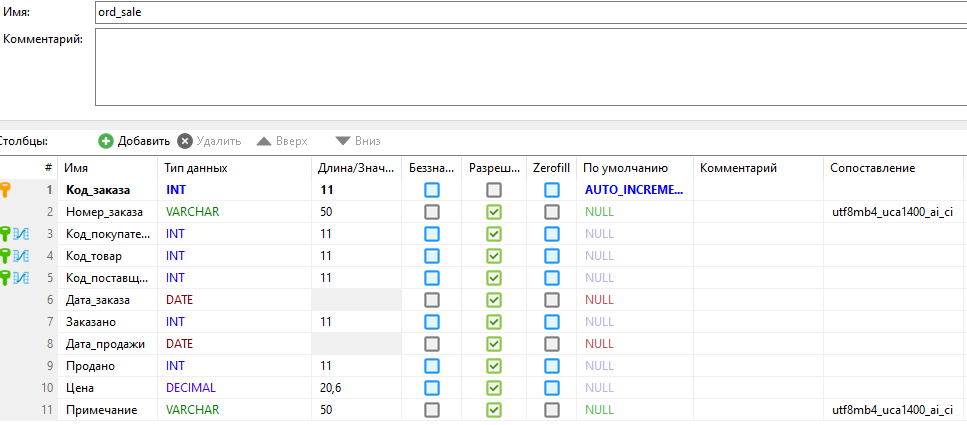 Имя: ord_sale
Комментарий:
Столбцы: Добавить Удалить Вверх Вниз
# Имя Тип данных Длина/Знач... Беззна... Разреш... Zerofill По умолчанию Комментарий Сопоставление
1 Код_заказа INT 11 AUTO_INCREME...
2 Номер_заказа VARCHAR 50 NULL utf8mb4_uca1400_ai_ci
3 Код_покупате... INT 11 NULL
4 Код_товар INT 11 NULL
5 Код_поставщ... INT 11 NULL
6 Дата_заказа DATE NULL
7 Заказано INT 11 NULL
8 Дата_продажи DATE NULL
9 Продано INT 11 NULL
10 Цена DECIMAL 20,6 NULL
11 Примечание VARCHAR 50 NULL utf8mb4_uca1400_ai_ci